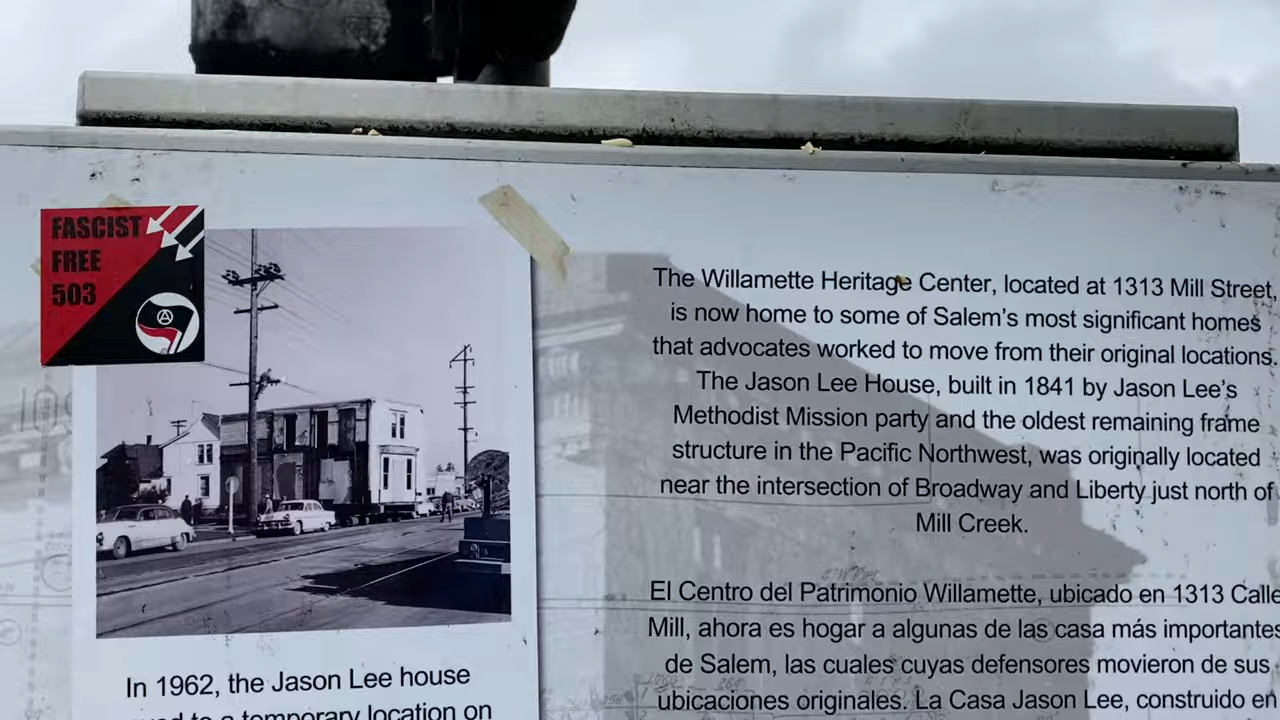 FASCIST
FREE
503
The Willamette Heritage Center, located at 1313 Mill Street,
is now home to some of Salem's most significant homes
that advocates worked to move from their original locations.
The Jason Lee House, built in 1841 by Jason Lee's
Methodist Mission party and the oldest remaining frame
structure in the Pacific Northwest, was originally located
near the intersection of Broadway and Liberty just north of
Mill Creek.
El Centro del Patrimonio Willamette, ubicado en 1313 Calle
Mill, ahora es hogar a algunas de las casa más importantes
de Salem, las cuales cuyas defensores movieron de sus
ubicaciones originales. La Casa Jason Lee, construido en
In 1962, the Jason Lee house
to a temporary location on